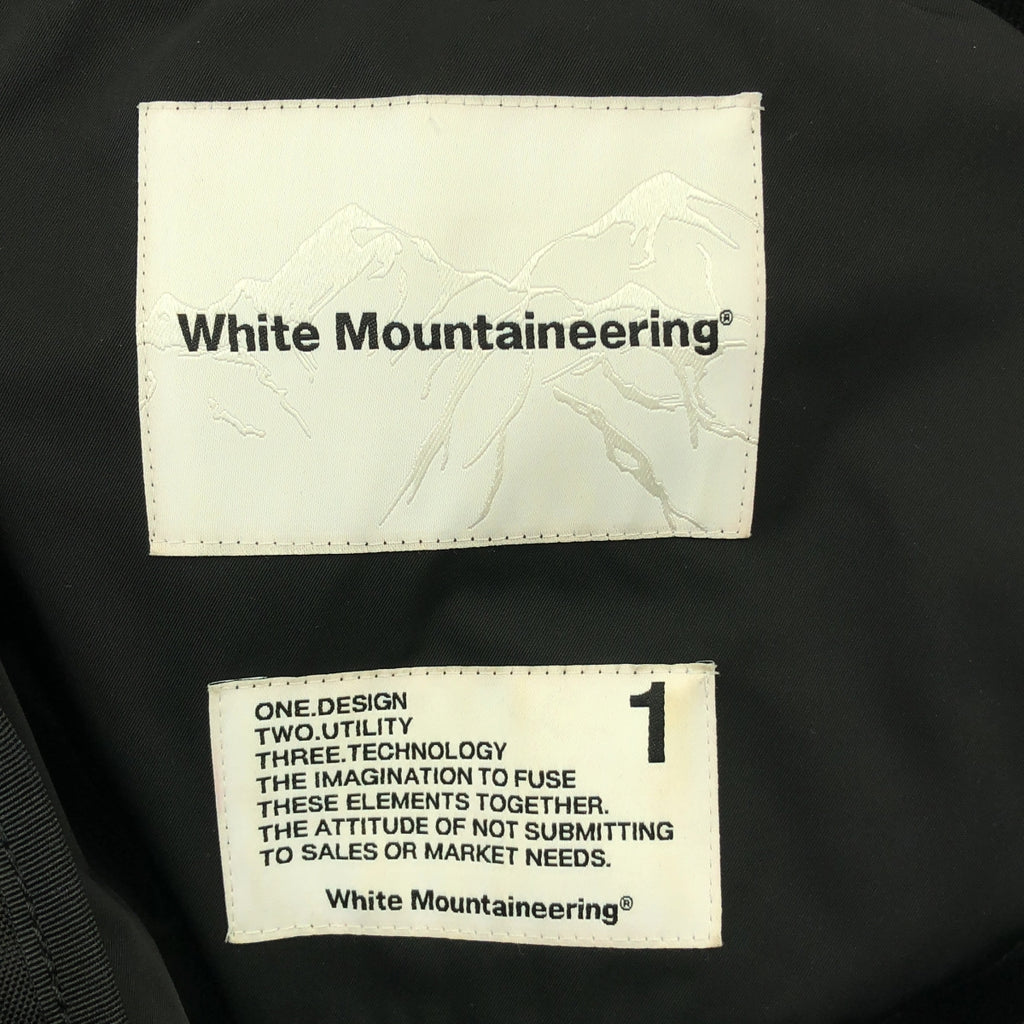 White Mountaineering®
1
ONE.DESIGN
TWO.UTILITY
THREE.TECHNOLOGY
THE IMAGINATION TO FUSE
THESE ELEMENTS TOGETHER.
THE ATTITUDE OF NOT SUBMITTING
TO SALES OR MARKET NEEDS.
White Mountaineering®